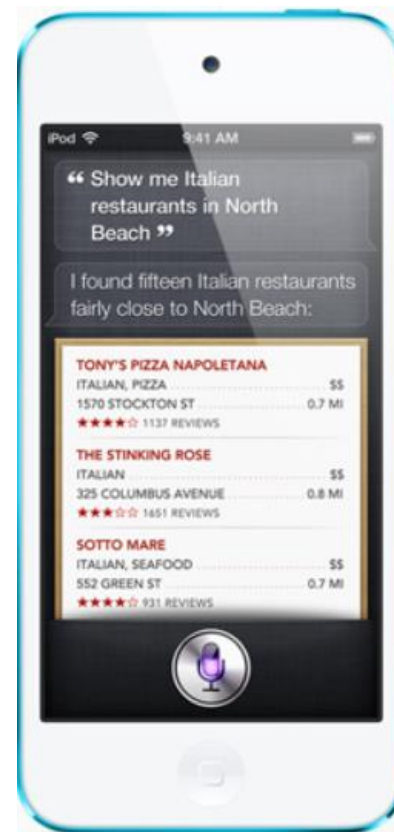 iPod 9:41 AM
“ Show me Italian
restaurants in North
Beach ”
I found fifteen Italian restaurants
fairly close to North Beach:
TONY'S PIZZA NAPOLETANA
ITALIAN, PIZZA $$
1570 STOCKTON ST 0.7 MI
★★★★☆ 1137 REVIEWS
THE STINKING ROSE
ITALIAN $$
325 COLUMBUS AVENUE 0.8 MI
★★★☆☆ 1651 REVIEWS
SOTTO MARE
ITALIAN, SEAFOOD $$
552 GREEN ST 0.7 MI
★★★★☆ 931 REVIEWS